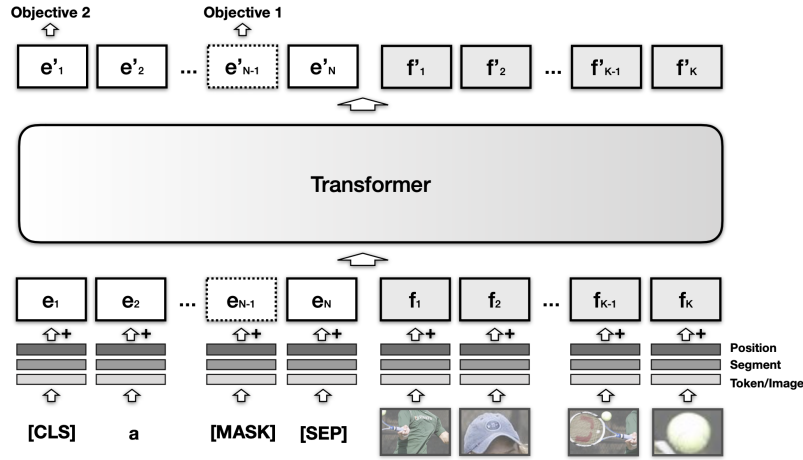 Objective 2 Objective 1
e'1 e'2 ... e'N-1 e'N f'1 f'2 ... f'K-1 f'K
Transformer
e1 e2 ... eN-1 eN f1 f2 ... fK-1 fK
+ + + + + + + +
Position
Segment
Token/Image
[CLS] a [MASK] [SEP]